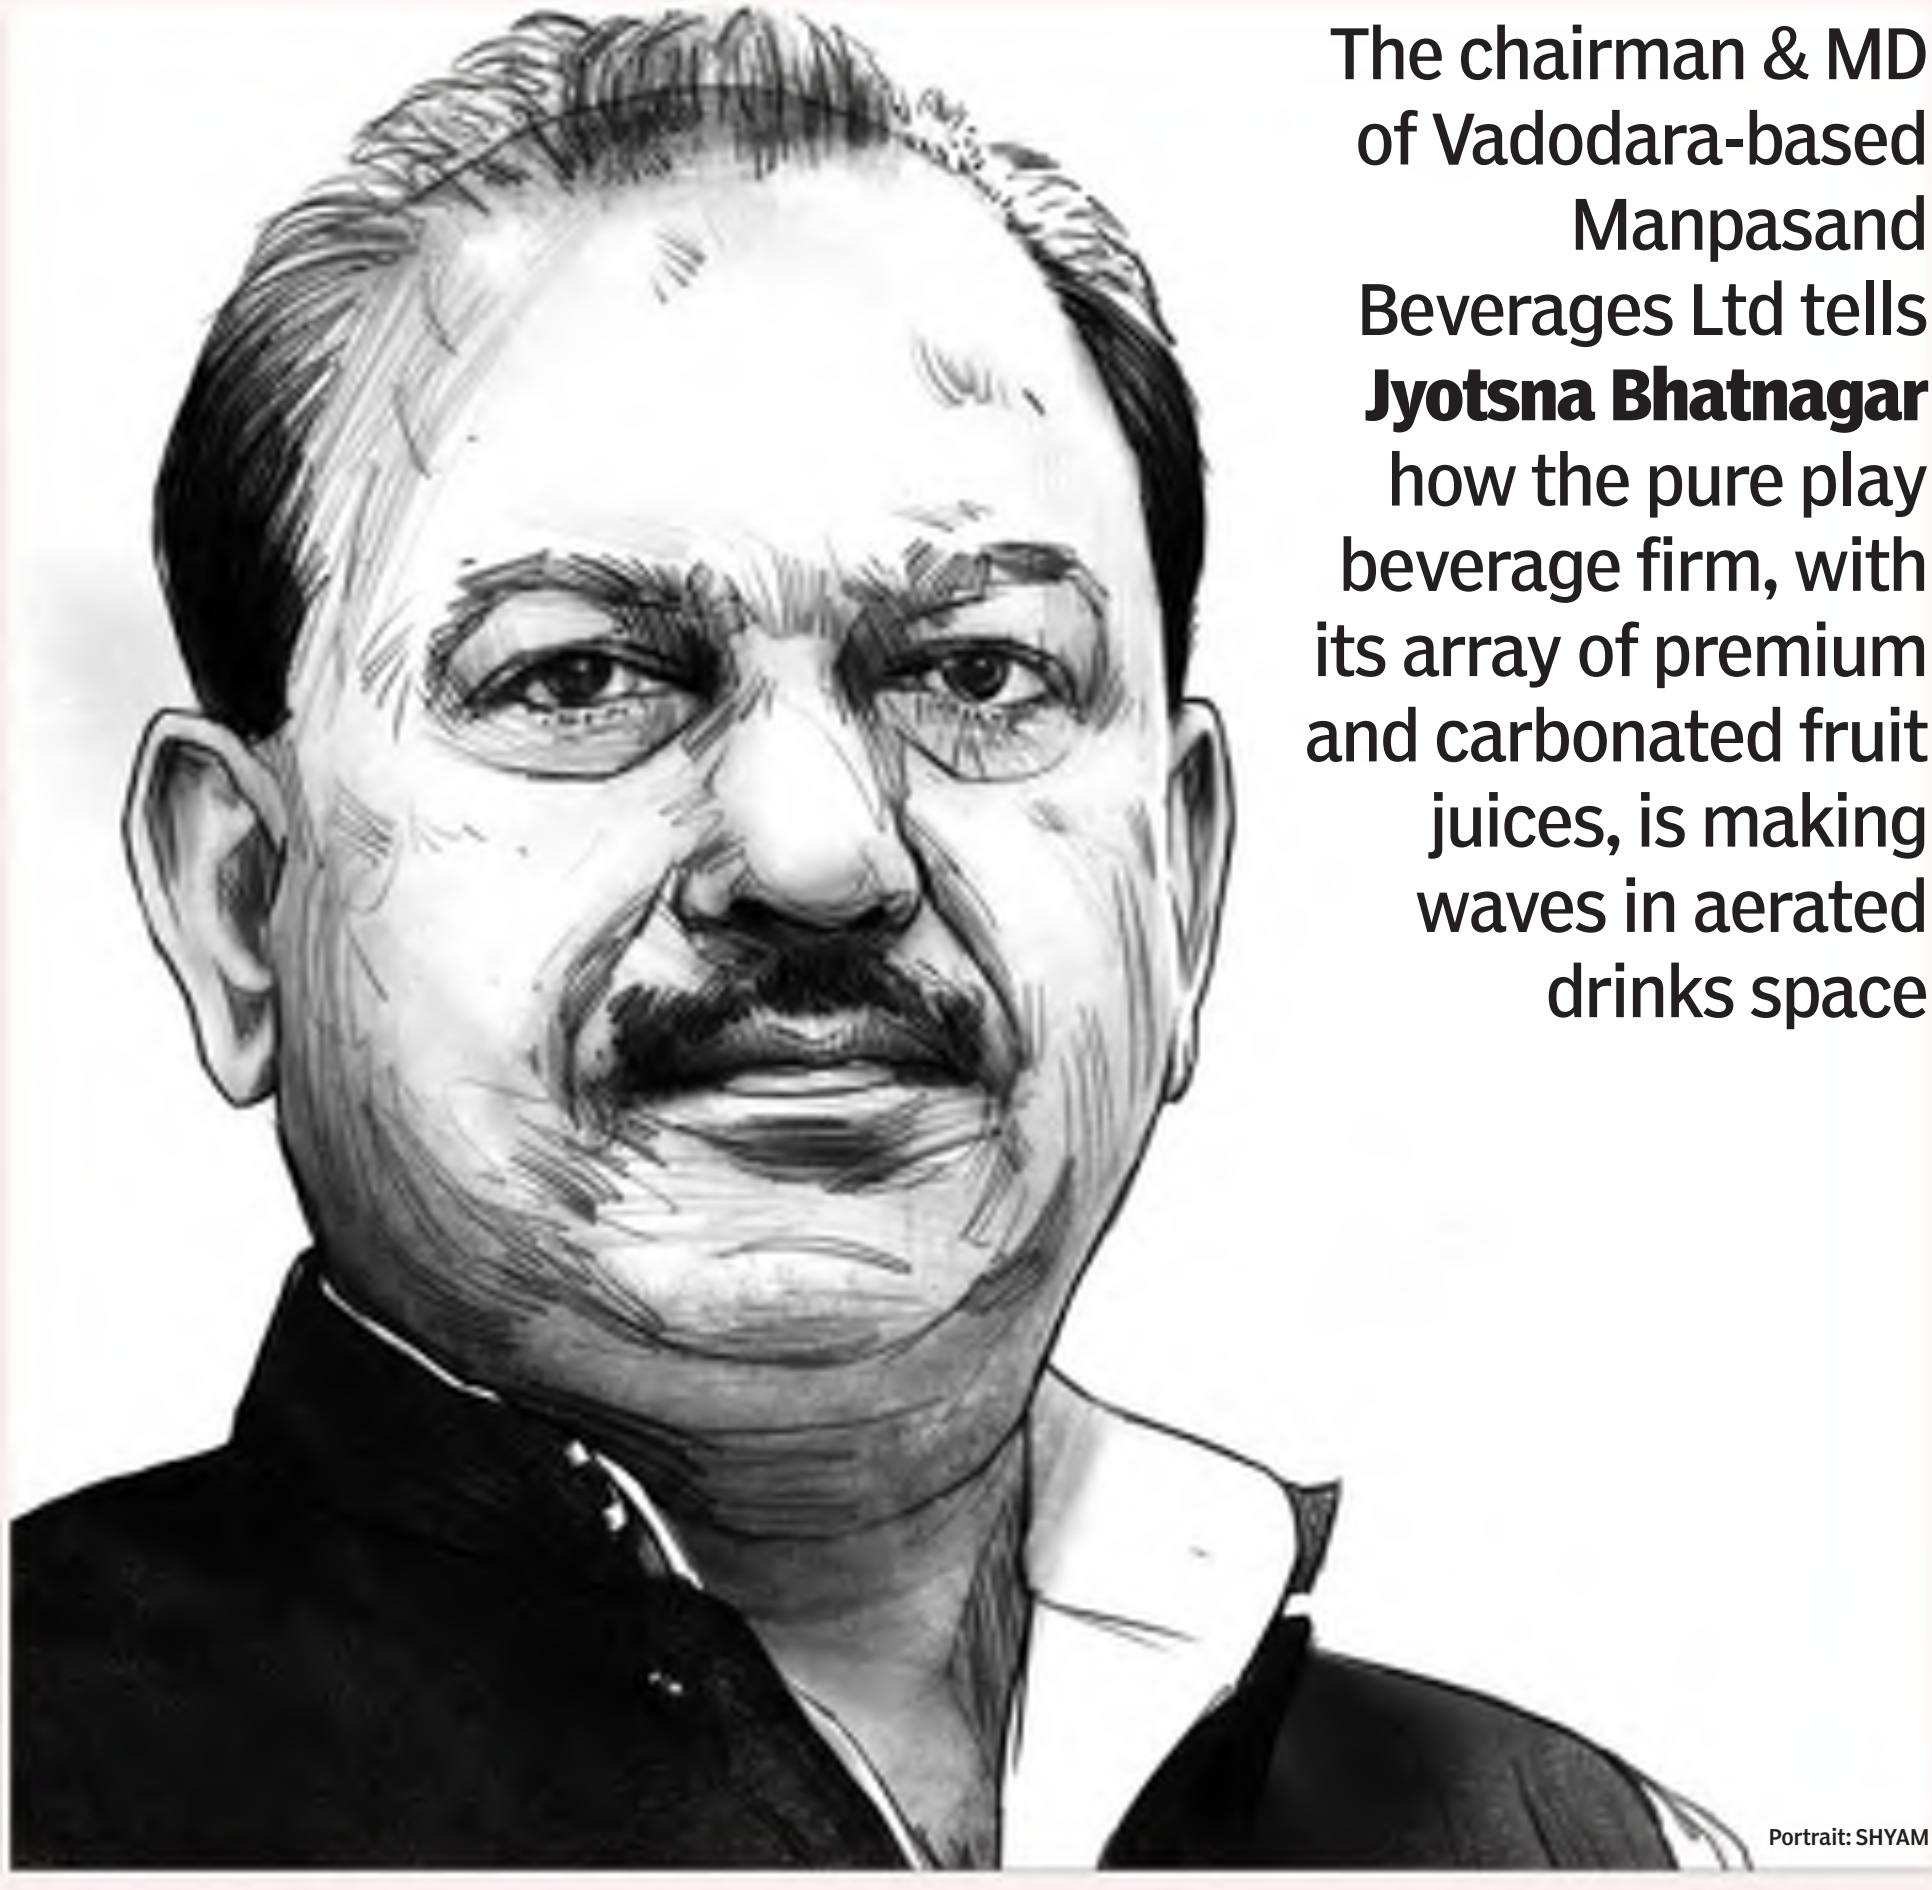 The chairman & MD
of Vadodara-based
Manpasand
Beverages Ltd tells
Jyotsna Bhatnagar
how the pure play
beverage firm, with
its array of premium
and carbonated fruit
juices, is making
waves in aerated
drinks space
Portrait: SHYAM